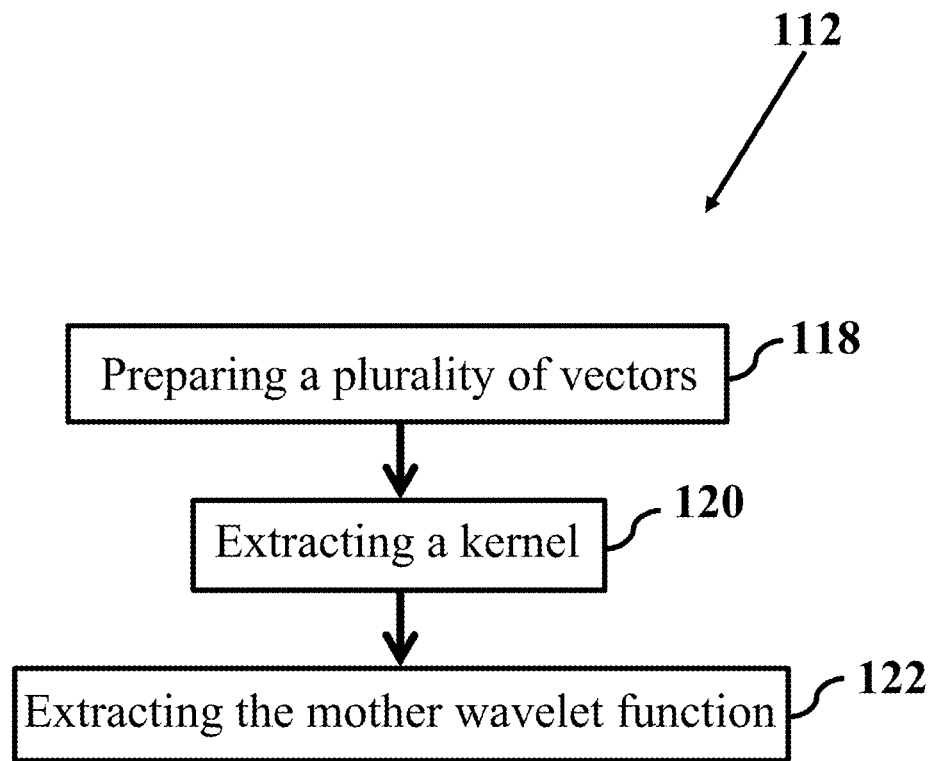 112
Preparing a plurality of vectors
118
Extracting a kernel
120
Extracting the mother wavelet function
122